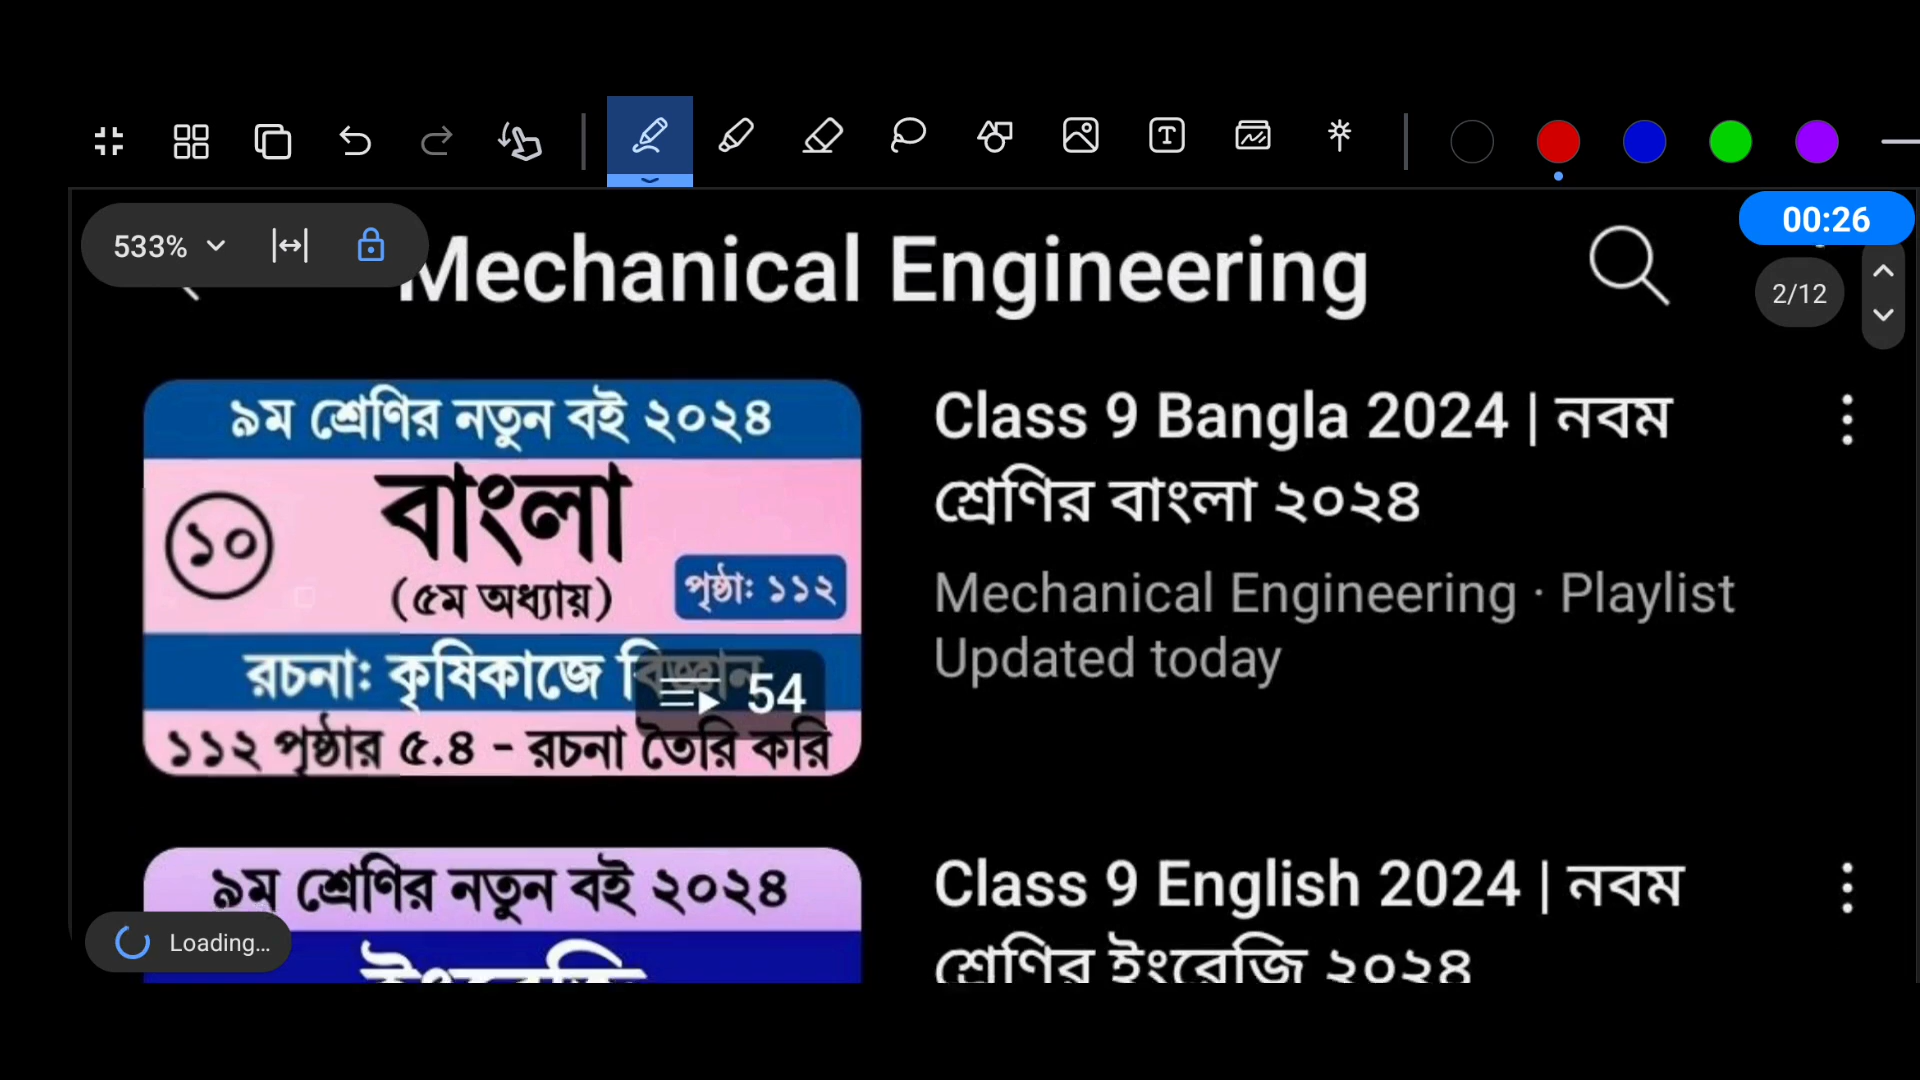 00:26
533%
Mechanical Engineering
2/12
৯ম শ্রেণির নতুন বই ২০২৪
১০
বাংলা
(৫ম অধ্যায়)
পৃষ্ঠা: ১১২
রচনা: কৃষিকাজে বিজ্ঞান
54
১১২ পৃষ্ঠার ৫.৪ - রচনা তৈরি করি
Class 9 Bangla 2024 | নবম
শ্রেণির বাংলা ২০২৪
Mechanical Engineering · Playlist
Updated today
৯ম শ্রেণির নতুন বই ২০২৪
ইংরেজি
Class 9 English 2024 | নবম
শ্রেণির ইংরেজি ২০২৪
Loading...